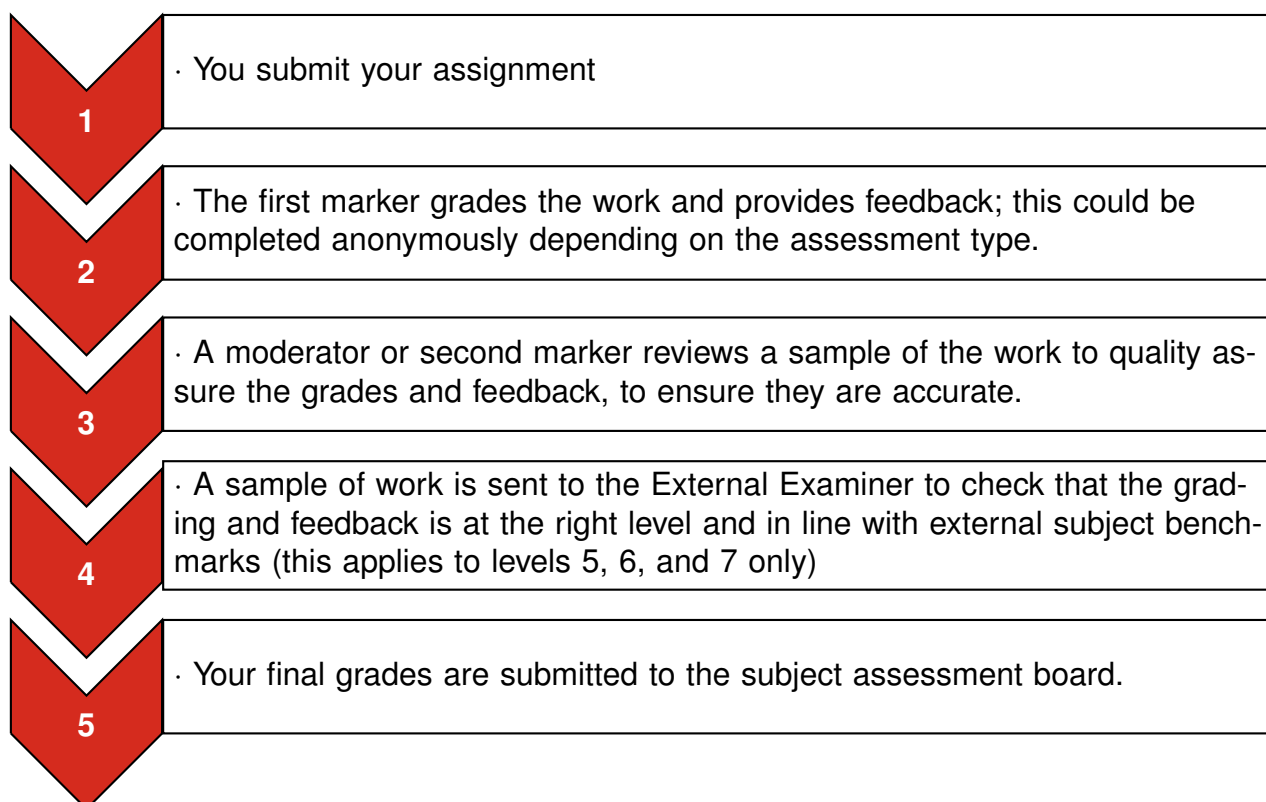 · You submit your assignment
1
· The first marker grades the work and provides feedback; this could be
completed anonymously depending on the assessment type.
2
· A moderator or second marker reviews a sample of the work to quality as-
sure the grades and feedback, to ensure they are accurate.
3
· A sample of work is sent to the External Examiner to check that the grad-
ing and feedback is at the right level and in line with external subject bench-
marks (this applies to levels 5, 6, and 7 only)
4
· Your final grades are submitted to the subject assessment board.
5